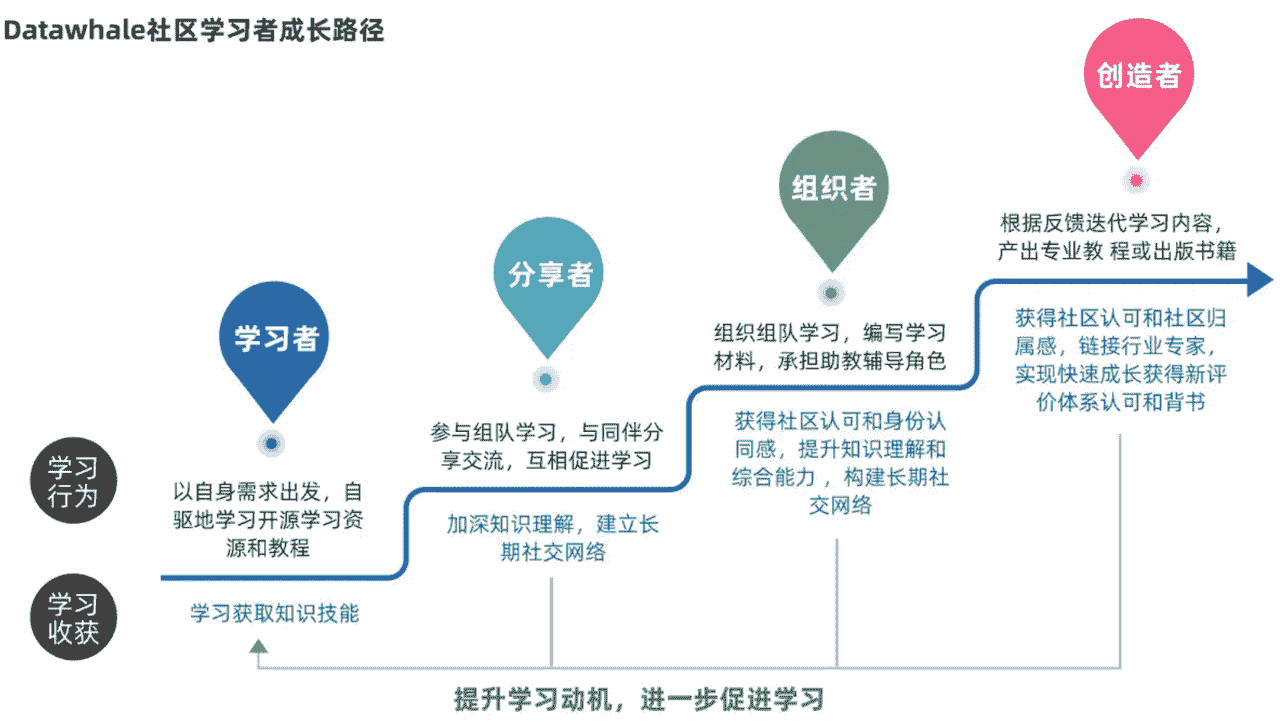 Datawhale社区学习者成长路径
创造者
组织者
分享者
学习者
根据反馈迭代学习内容，
产出专业教 程或出版书籍
获得社区认可和社区归
属感，链接行业专家，
实现快速成长获得新评
价体系认可和背书
组织组队学习，编写学习
材料，承担助教辅导角色
获得社区认可和身份认
同感，提升知识理解和
综合能力 ，构建长期社
交网络
参与组队学习，与同伴分
享交流，互相促进学习
加深知识理解，建立长
期社交网络
学习
行为
以自身需求出发，自
驱地学习开源学习资
源和教程
学习
收获
学习获取知识技能
提升学习动机，进一步促进学习